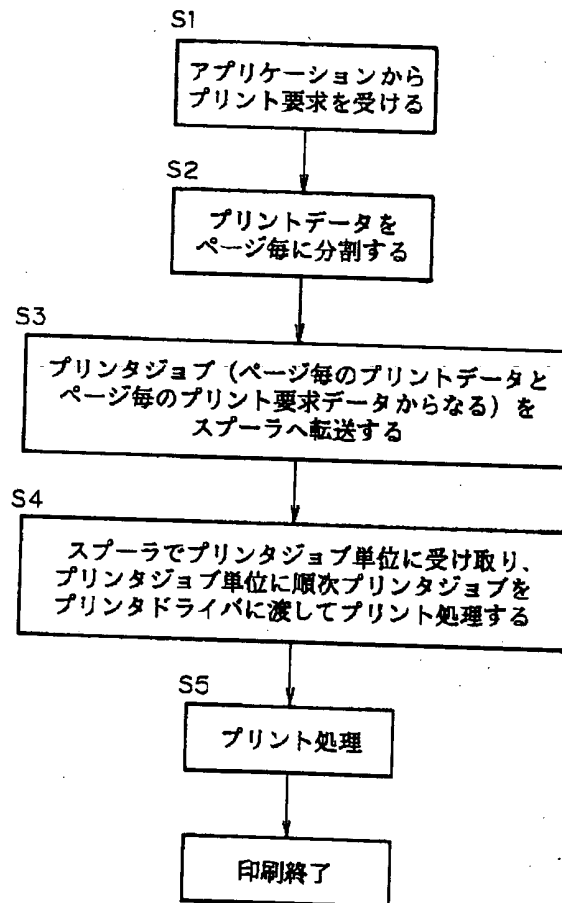 S1
アプリケーションから
プリント要求を受ける
S2
プリントデータを
ページ毎に分割する
S3
プリンタジョブ（ページ毎のプリントデータと
ページ毎のプリント要求データからなる）を
スプーラへ転送する
S4
スプーラでプリンタジョブ単位に受け取り、
プリンタジョブ単位に順次プリンタジョブを
プリンタドライバに渡してプリント処理する
S5
プリント処理
印刷終了